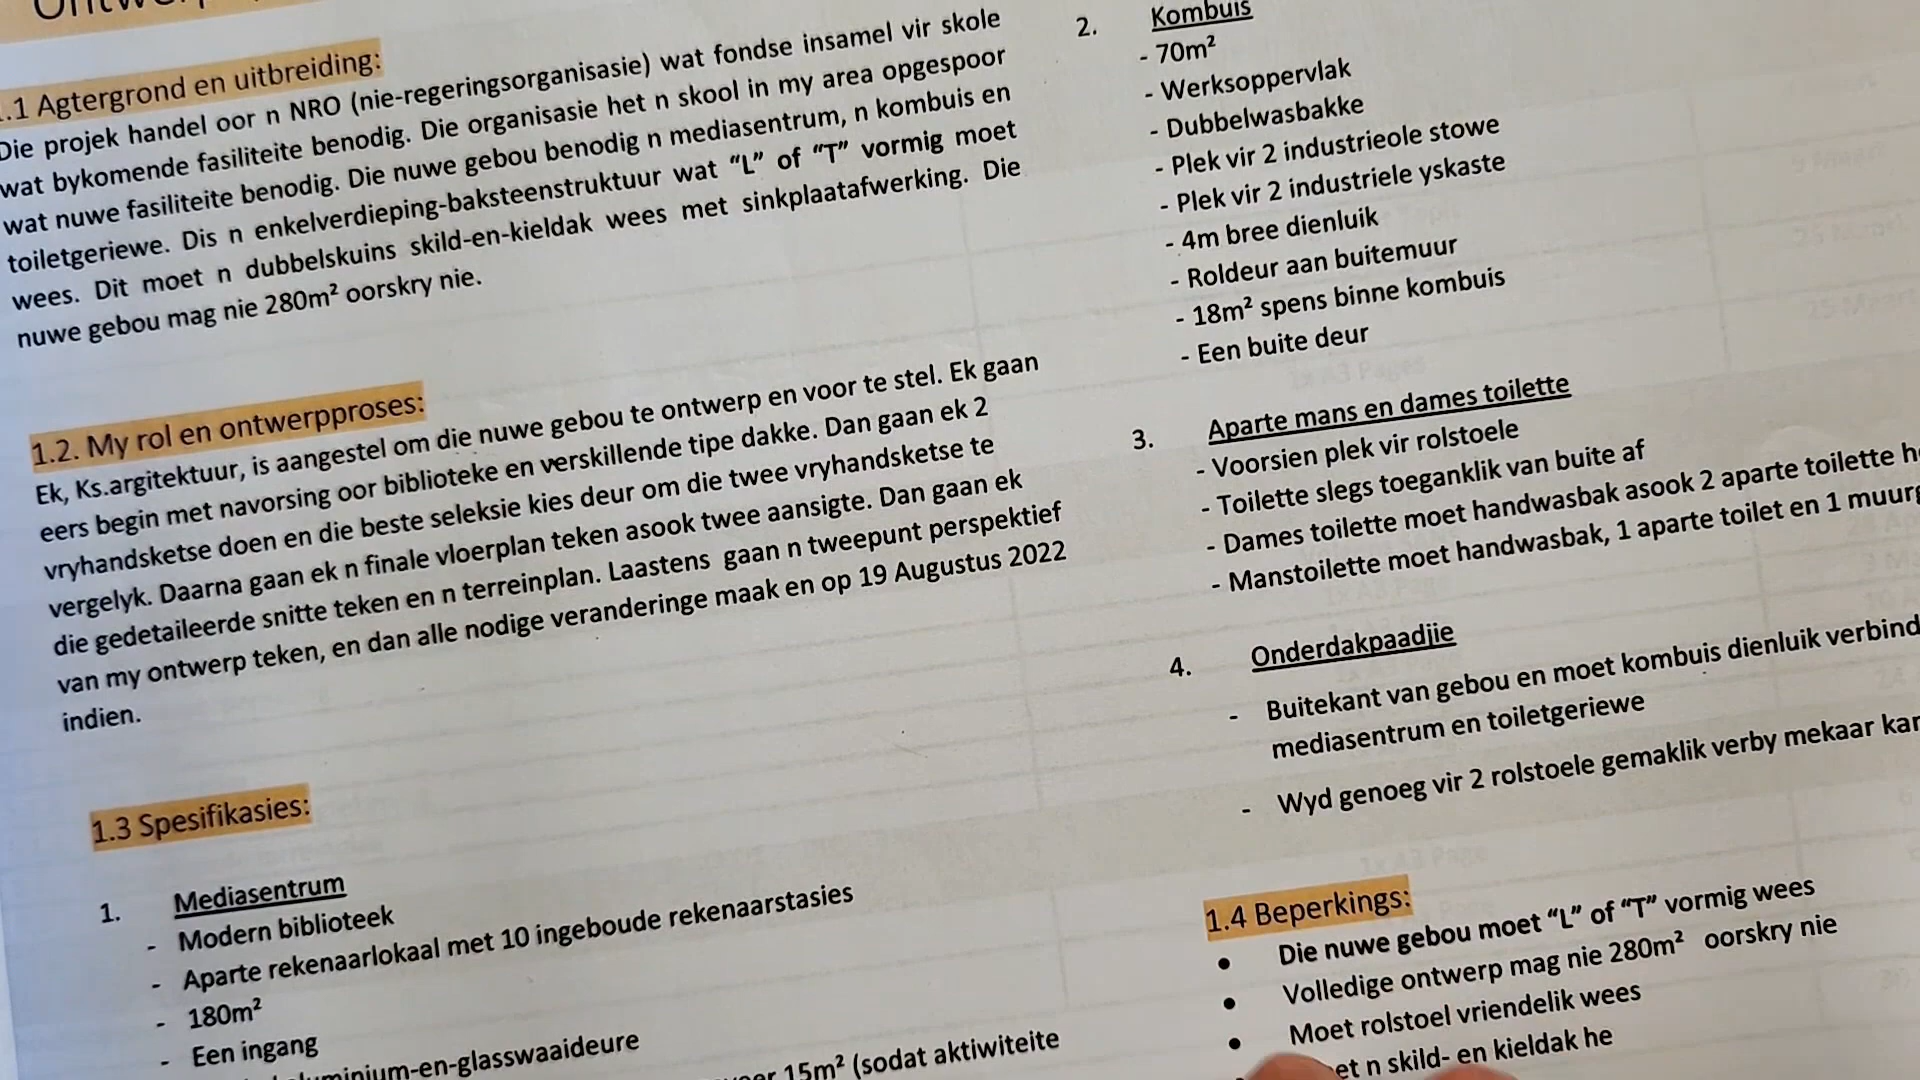 .1 Agtergrond en uitbreiding:
Die projek handel oor n NRO (nie-regeringsorganisasie) wat fondse insamel vir skole
wat bykomende fasiliteite benodig. Die organisasie het n skool in my area opgespoor
wat nuwe fasiliteite benodig. Die nuwe gebou benodig n mediasentrum, n kombuis en
toiletgeriewe. Dis n enkelverdieping-baksteenstruktuur wat “L” of “T” vormig moet
wees. Dit moet n dubbelskuins skild-en-kieldak wees met sinkplaatafwerking. Die
nuwe gebou mag nie 280m² oorskry nie.
1.2. My rol en ontwerpproses:
Ek, Ks.argitektuur, is aangestel om die nuwe gebou te ontwerp en voor te stel. Ek gaan
eers begin met navorsing oor biblioteke en verskillende tipe dakke. Dan gaan ek 2
vryhandsketse doen en die beste seleksie kies deur om die twee vryhandsketse te
vergelyk. Daarna gaan ek n finale vloerplan teken asook twee aansigte. Dan gaan ek
die gedetaileerde snitte teken en n terreinplan. Laastens gaan n tweepunt perspektief
van my ontwerp teken, en dan alle nodige veranderinge maak en op 19 Augustus 2022
indien.
1.3 Spesifikasies:
1. Mediasentrum
- Modern biblioteek
- Aparte rekenaarlokaal met 10 ingeboude rekenaarstasies
- 180m²
- Een ingang
-en-glasswaaideure
15m² (sodat aktiwiteite
2. Kombuis
- 70m²
- Werksoppervlak
- Dubbelwasbakke
- Plek vir 2 industrieole stowe
- Plek vir 2 industriele yskaste
- 4m bree dienluik
- Roldeur aan buitemuur
- 18m² spens binne kombuis
- Een buite deur
3. Aparte mans en dames toilette
- Voorsien plek vir rolstoele
- Toilette slegs toeganklik van buite af
- Dames toilette moet handwasbak asook 2 aparte toilette
- Manstoilette moet handwasbak, 1 aparte toilet en 1
4. Onderdakpaadjie
- Buitekant van gebou en moet kombuis dienluik verbind
mediasentrum en toiletgeriewe
- Wyd genoeg vir 2 rolstoele gemaklik verby mekaar
1.4 Beperkings:
• Die nuwe gebou moet “L” of “T” vormig wees
• Volledige ontwerp mag nie 280m² oorskry nie
• Moet rolstoel vriendelik wees
n skild- en kieldak he